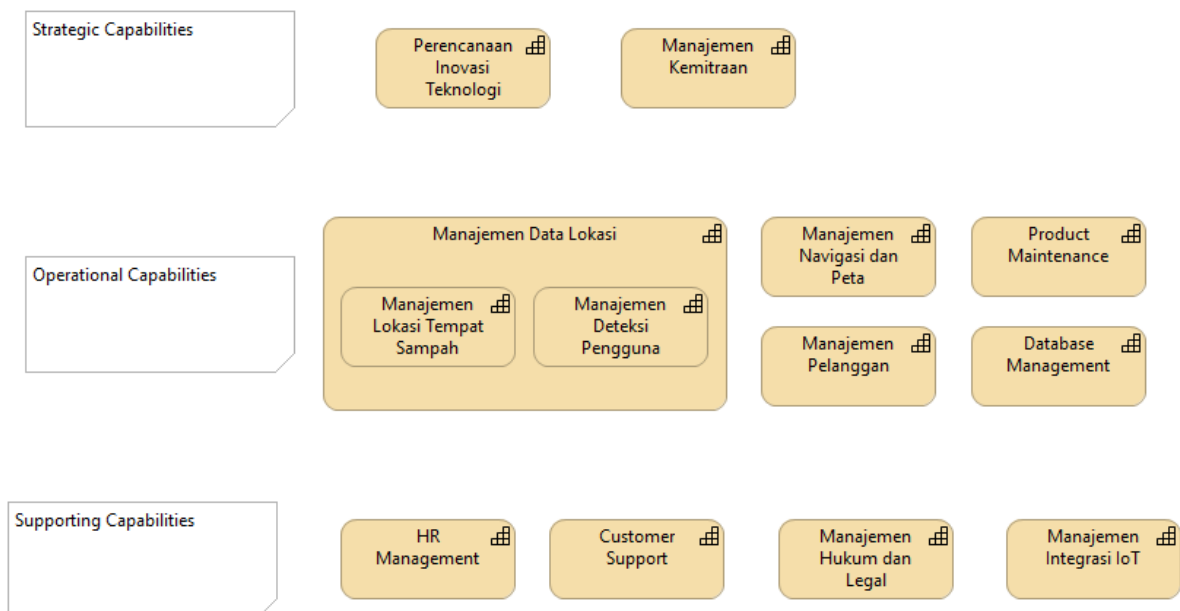 Strategic Capabilities
Perencanaan
Inovasi
Teknologi
Manajemen
Kemitraan
Operational Capabilities
Manajemen Data Lokasi
Manajemen
Lokasi Tempat
Sampah
Manajemen
Deteksi
Pengguna
Manajemen
Navigasi dan
Peta
Product
Maintenance
Manajemen
Pelanggan
Database
Management
Supporting Capabilities
HR
Management
Customer
Support
Manajemen
Hukum dan
Legal
Manajemen
Integrasi IoT